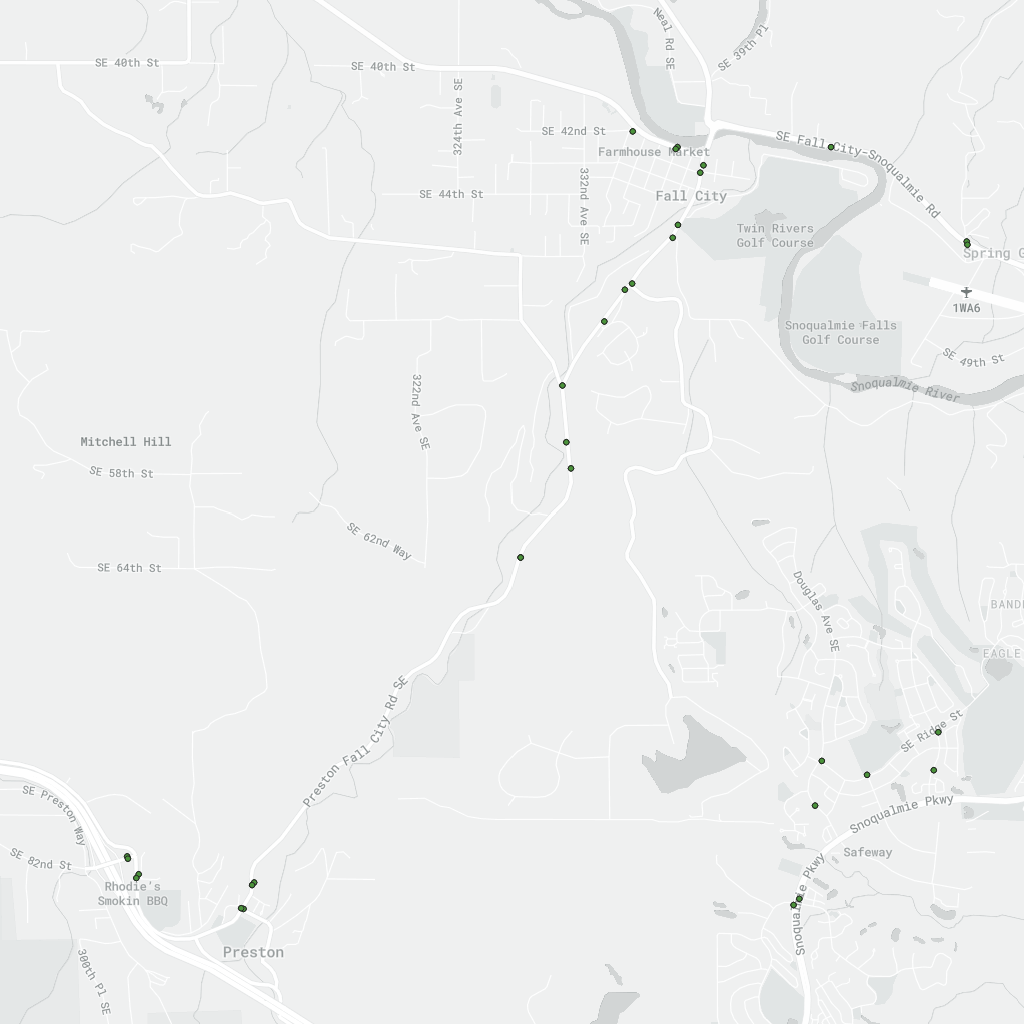 Neal Rd SE
SE 39th Pl
SE 40th St
SE 40th St
324th Ave SE
SE 42nd St
SE Fall City-Snoqualmie Rd
Farmhouse Market
332nd Ave SE
SE 44th St
Fall City
Twin Rivers
Golf Course
Spring G
1WA6
Snoqualmie Falls
Golf Course
SE 49th St
Snoqualmie River
322nd Ave SE
Mitchell Hill
SE 58th St
SE 62nd Way
SE 64th St
Douglas Ave SE
BANDE
EAGLE
Preston Fall City Rd SE
SE Ridge St
SE Preston Way
Snoqualmie Pkwy
SE 82nd St
Safeway
Rhodie's
Smokin BBQ
Snoqualmie Pkwy
Preston
300th Pl SE